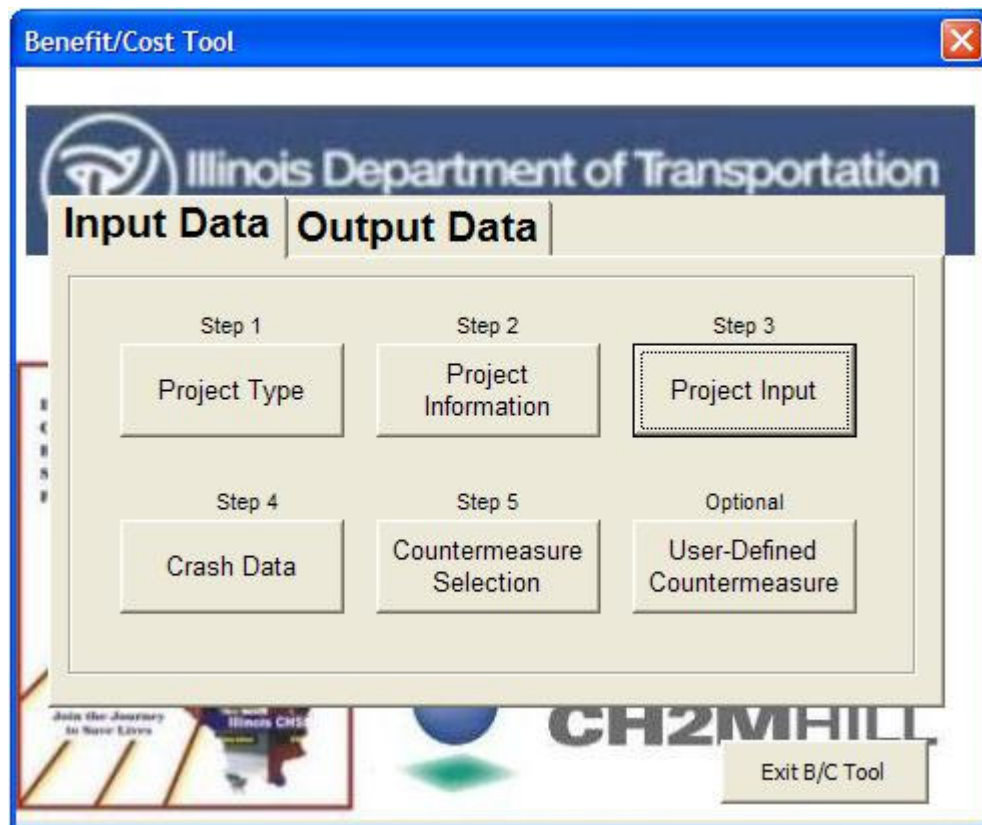 Benefit/Cost Tool
Illinois Department of Transportation
Input Data
Output Data
Step 1
Step 2
Step 3
Project Type
Project
Information
Project Input
Step 4
Step 5
Optional
Crash Data
Countermeasure
Selection
User-Defined
Countermeasure
Join the Journey
to Save Lives
Illinois
CH2MHILL
Exit B/C Tool